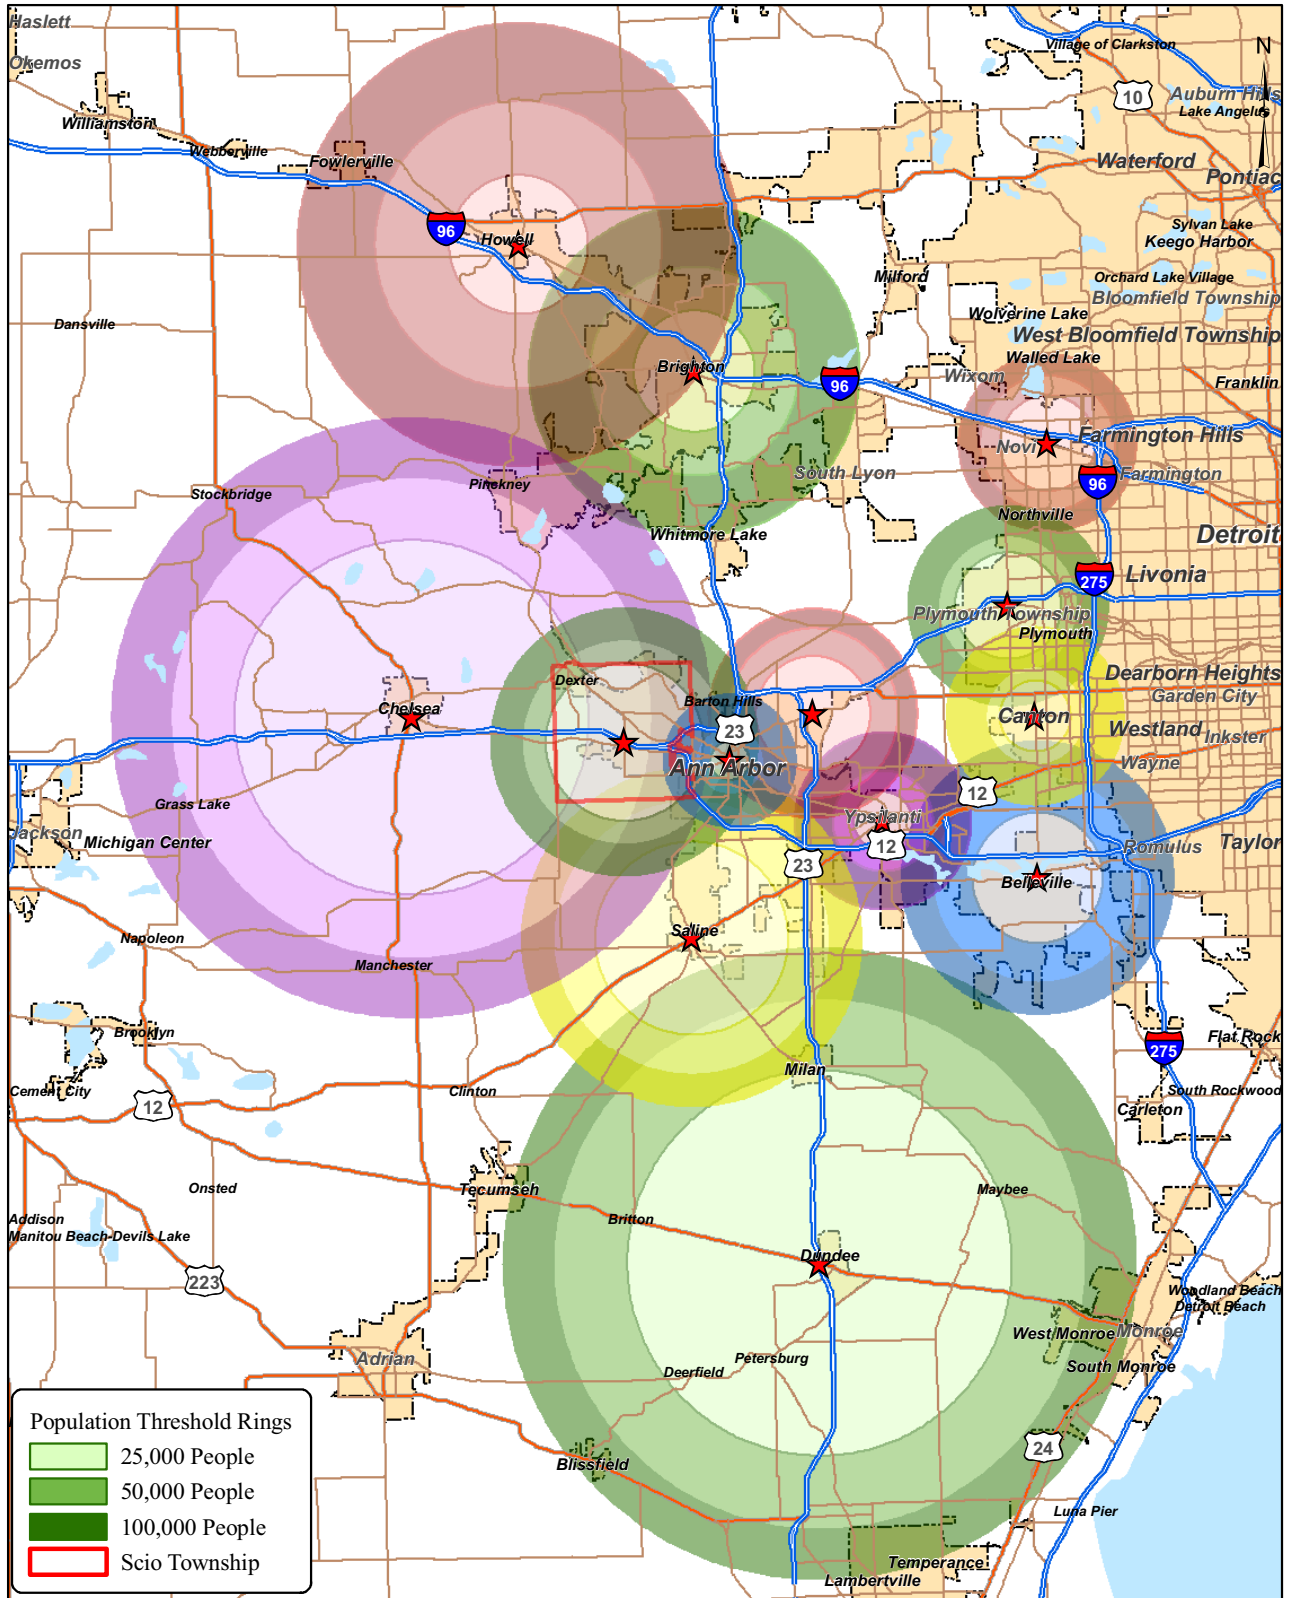 Haslett
Village of Clarkston
N
Okemos
10
Auburn Hills
Lake Angelus
Williamston
Webberville
Fowlerville
Waterford
Pontiac
96
Howell
Sylvan Lake
Keego Harbor
Milford
Orchard Lake Village
Bloomfield Township
Dansville
Wolverine Lake
West Bloomfield Township
Walled Lake
Brighton
96
Wixom
Franklin
Novi
Farmington Hills
Stockbridge
Pinckney
South Lyon
96
Farmington
Northville
Whitmore Lake
Detroit
275
Livonia
Plymouth Township
Plymouth
Dexter
Dearborn Heights
Barton Hills
Garden City
Chelsea
23
Canton
Westland
Inkster
Ann Arbor
Wayne
12
Grass Lake
Ypsilanti
Jackson
Michigan Center
12
Romulus
Taylor
23
Belleville
Napoleon
Saline
Manchester
Brooklyn
Flat Rock
275
Milan
Cement City
Clinton
South Rockwood
12
Carleton
Onsted
Tecumseh
Maybee
Addison
Britton
Manitou Beach-Devils Lake
Dundee
223
Woodland Beach
Detroit Beach
West Monroe
Monroe
Adrian
Petersburg
Deerfield
South Monroe
Population Threshold Rings
25,000 People
50,000 People
100,000 People
Scio Township
24
Blissfield
Luna Pier
Temperance
Lambertville